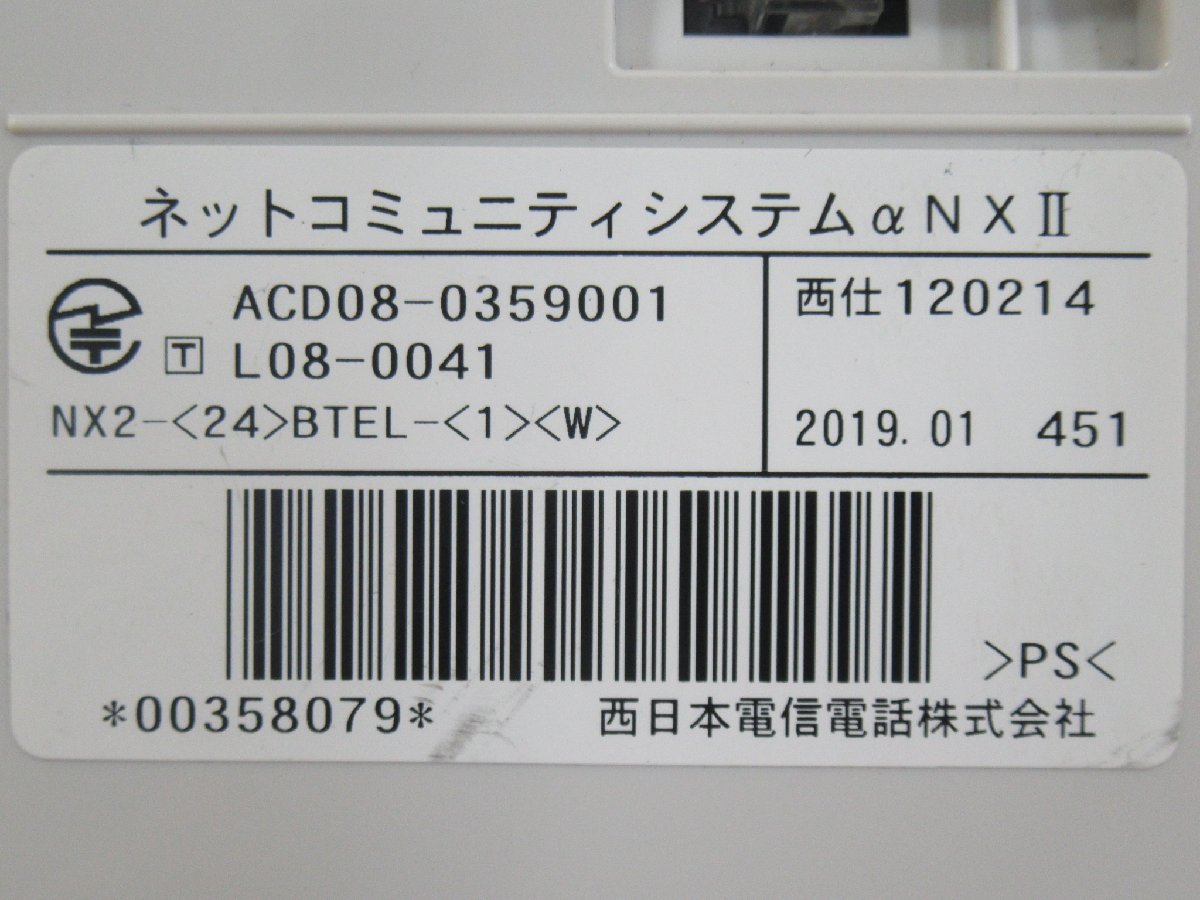 ネットコミュニティシステムαNXⅡ
ACD08-0359001
T L08-0041
NX2-<24>BTEL-<1><W>
西仕120214
2019.01 451
>PS<
*00358079*
西日本電信電話株式会社